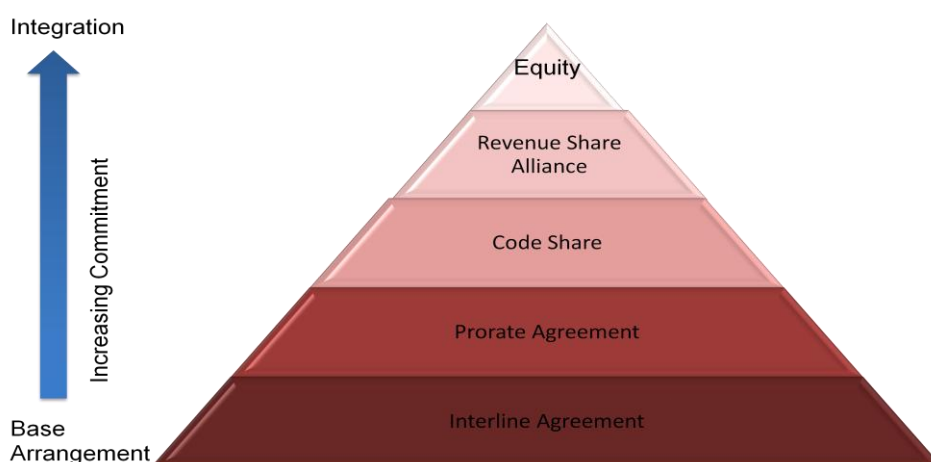 Integration
Equity
Revenue Share
Alliance
Increasing Commitment
Code Share
Prorate Agreement
Interline Agreement
Base
Arrangement